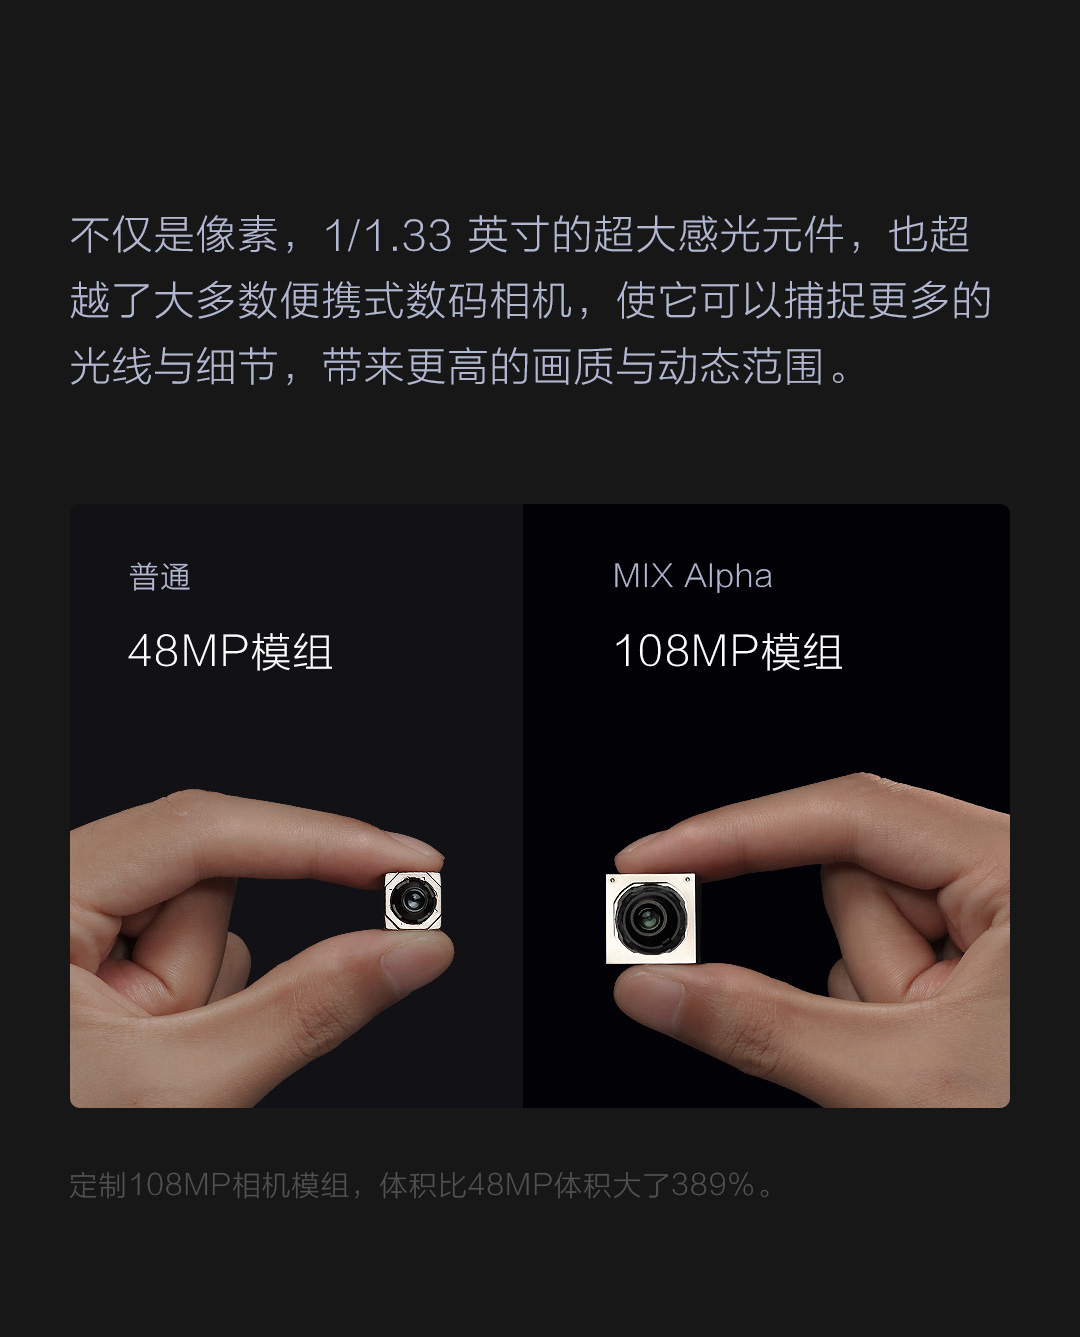 不仅是像素，1/1.33 英寸的超大感光元件，也超
越了大多数便携式数码相机，使它可以捕捉更多的
光线与细节，带来更高的画质与动态范围。
普通
48MP模组
MIX Alpha
108MP模组
定制108MP相机模组，体积比48MP体积大了389%。